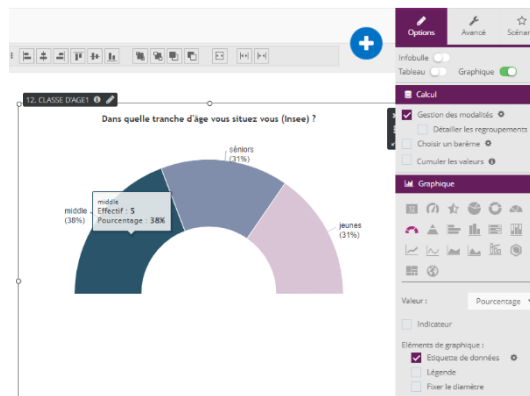 Options
Avancé
Scénar
Infobulle
Tableau
Graphique
Calcul
Gestion des modalités
Détailler les regroupements
Choisir un barème
Cumuler les valeurs
Graphique
Valeur :
Pourcentage
Indicateur
Eléments de graphique :
Etiquette de données
Légende
Fixer le diamètre
12. CLASSE D'AGE1
Dans quelle tranche d'âge vous situez vous (Insee) ?
séniors
(31%)
middle
(38%)
middle
Effectif : 5
Pourcentage : 38%
jeunes
(31%)